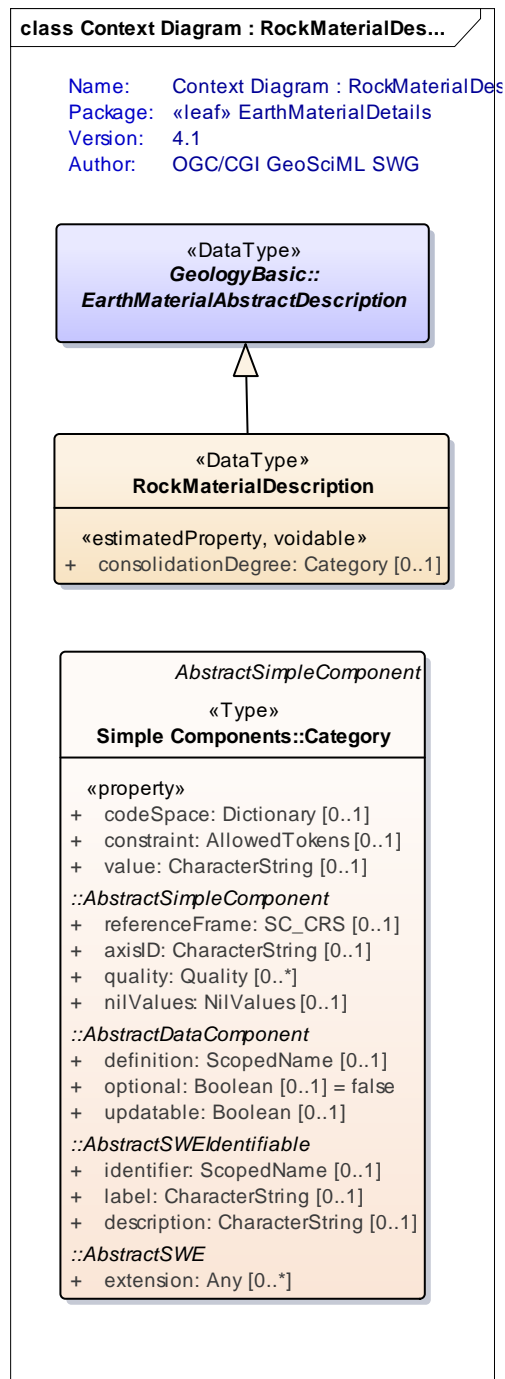 class Context Diagram : RockMaterialDes...
Name: Context Diagram : RockMaterialDes
Package: «leaf» EarthMaterialDetails
Version: 4.1
Author: OGC/CGI GeoSciML SWG
«DataType»
GeologyBasic::
EarthMaterialAbstractDescription
«DataType»
RockMaterialDescription
«estimatedProperty, voidable»
+ consolidationDegree: Category [0..1]
AbstractSimpleComponent
«Type»
Simple Components::Category
«property»
+ codeSpace: Dictionary [0..1]
+ constraint: AllowedTokens [0..1]
+ value: CharacterString [0..1]
::AbstractSimpleComponent
+ referenceFrame: SC_CRS [0..1]
+ axisID: CharacterString [0..1]
+ quality: Quality [0..*]
+ nilValues: NilValues [0..1]
::AbstractDataComponent
+ definition: ScopedName [0..1]
+ optional: Boolean [0..1] = false
+ updatable: Boolean [0..1]
::AbstractSWEIdentifiable
+ identifier: ScopedName [0..1]
+ label: CharacterString [0..1]
+ description: CharacterString [0..1]
::AbstractSWE
+ extension: Any [0..*]